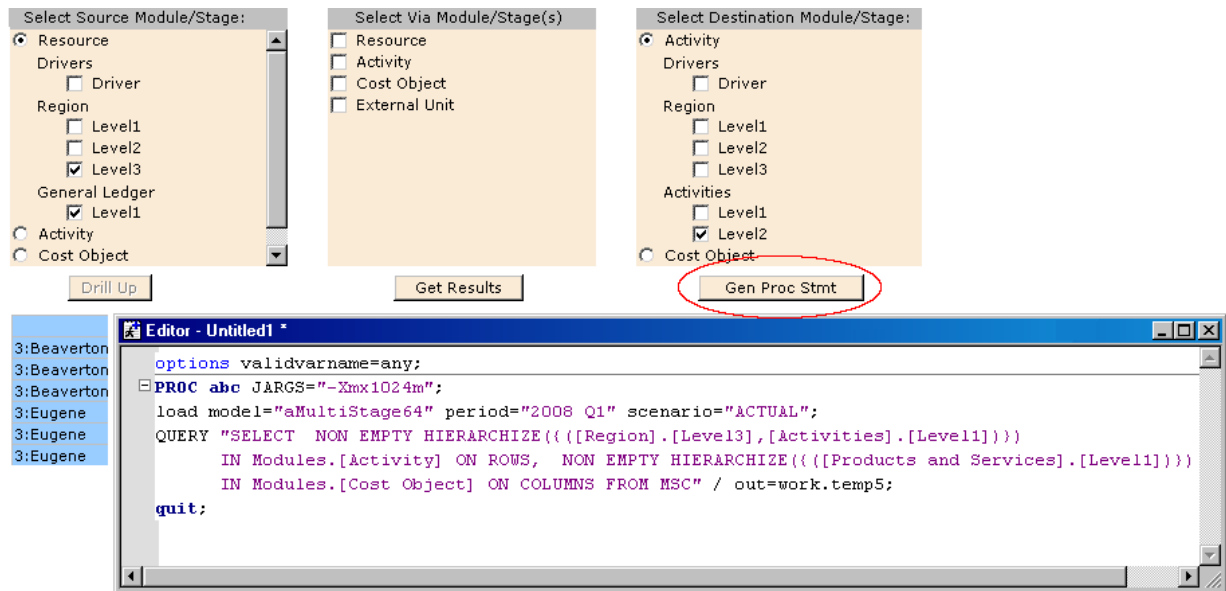 Select Source Module/Stage:
Resource
Drivers
Driver
Region
Level1
Level2
Level3
General Ledger
Level1
Activity
Cost Object
Drill Up
Select Via Module/Stage(s)
Resource
Activity
Cost Object
External Unit
Get Results
Select Destination Module/Stage:
Activity
Drivers
Driver
Region
Level1
Level2
Level3
Activities
Level1
Level2
Cost Object
Gen Proc Stmt
3:Beaverton
3:Beaverton
3:Beaverton
3:Eugene
3:Eugene
3:Eugene
Editor - Untitled1 *
options validvarname=any;
PROC abc JARGS="-Xmx1024m";
load model="aMultiStage64" period="2008 Q1" scenario="ACTUAL";
QUERY "SELECT  NON EMPTY HIERARCHIZE({([Region].[Level3],[Activities].[Level1])})
IN Modules.[Activity] ON ROWS,  NON EMPTY HIERARCHIZE({([Products and Services].[Level1])})
IN Modules.[Cost Object] ON COLUMNS FROM MSC" / out=work.temp5;
quit;